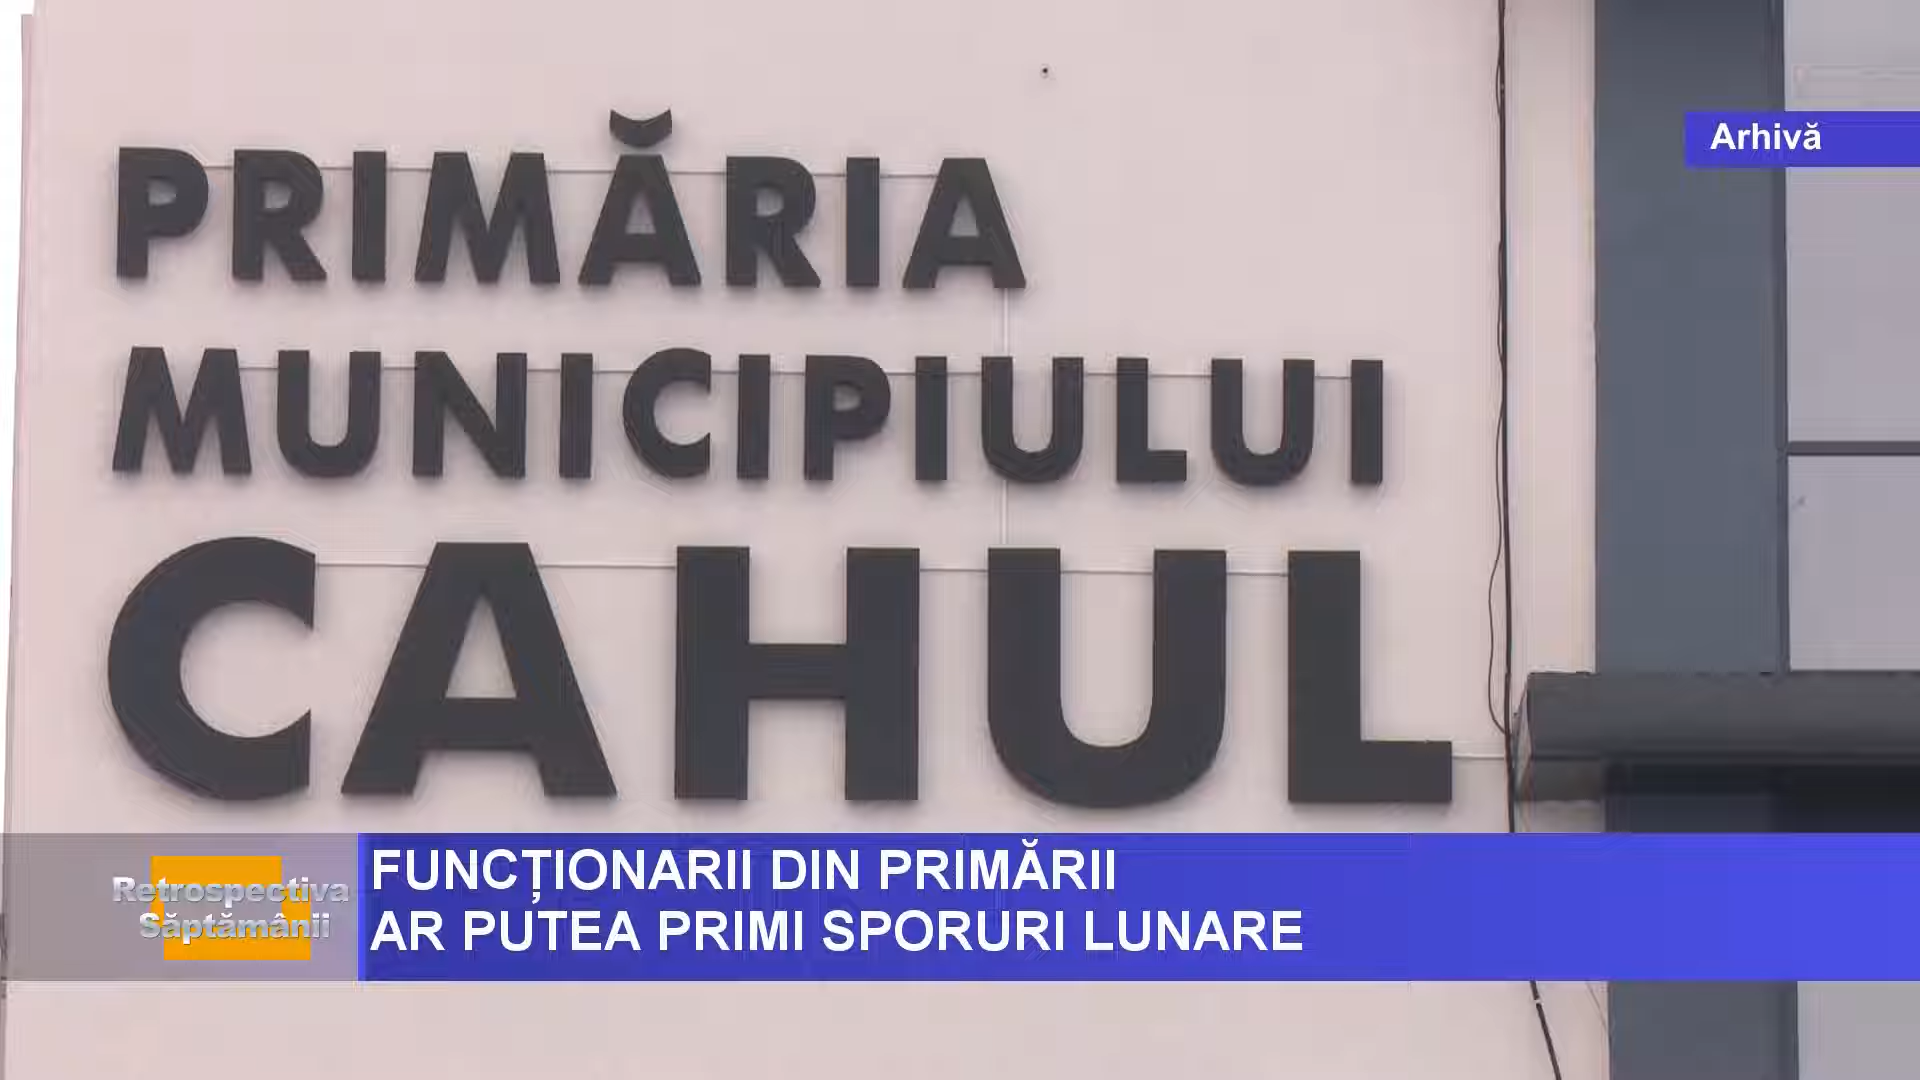 PRIMĂRIA
MUNICIPIULUI
CAHUL
Arhivă
Retrospectiva
Săptămânii
FUNCȚIONARII DIN PRIMĂRII
AR PUTEA PRIMI SPORURI LUNARE